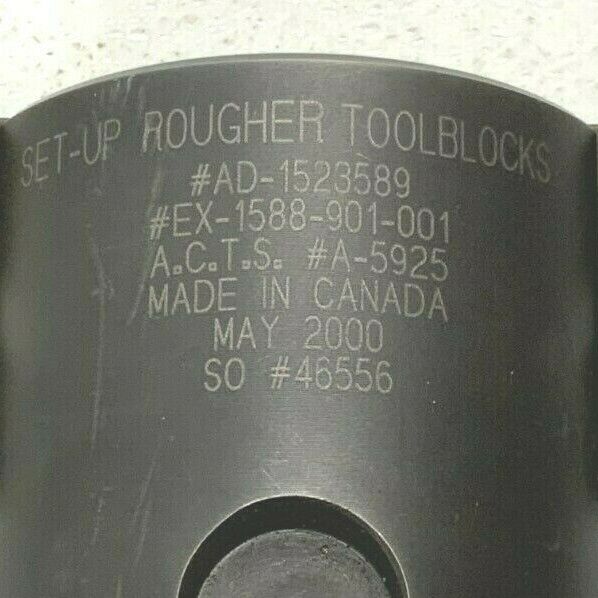 SET-UP ROUGHER TOOLBLOCKS
#AD-1523589
#EX-1588-901-001
A.C.T.S. #A-5925
MADE IN CANADA
MAY 2000
SO #46556